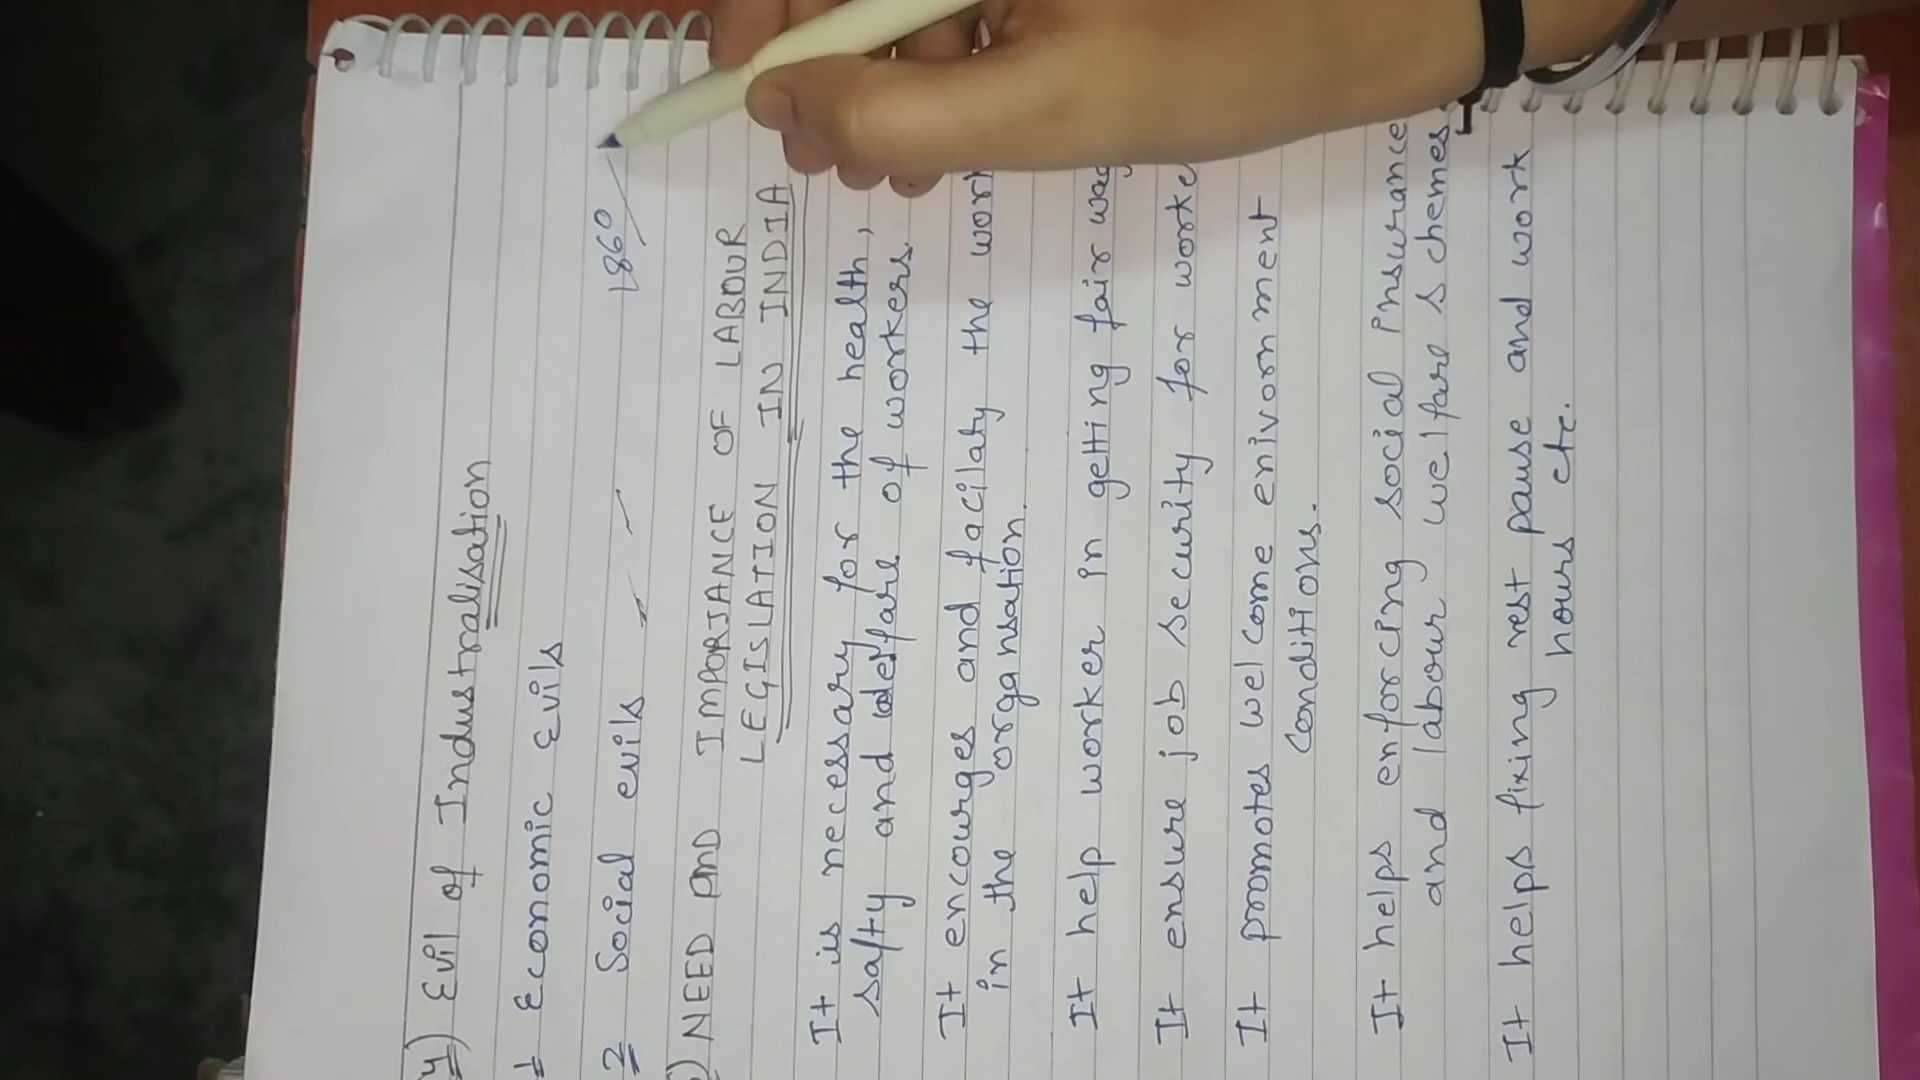 4) Evil of Industralisation
1 Economic Evils
2 Social evils
1860
) NEED AND IMPORTANCE OF LABOUR
LEGISLATION IN INDIA
It is necessary for the health,
safty and welfare of workers.
It encourges and facilaty the work
in the organsation.
It help worker in getting fair wag
It ensure job security for worke
It promotes welcome enivornment
Conditions.
It helps enforcing social insurance
and labour welfare schemes
It helps fixing rest pause and work
hours etc.